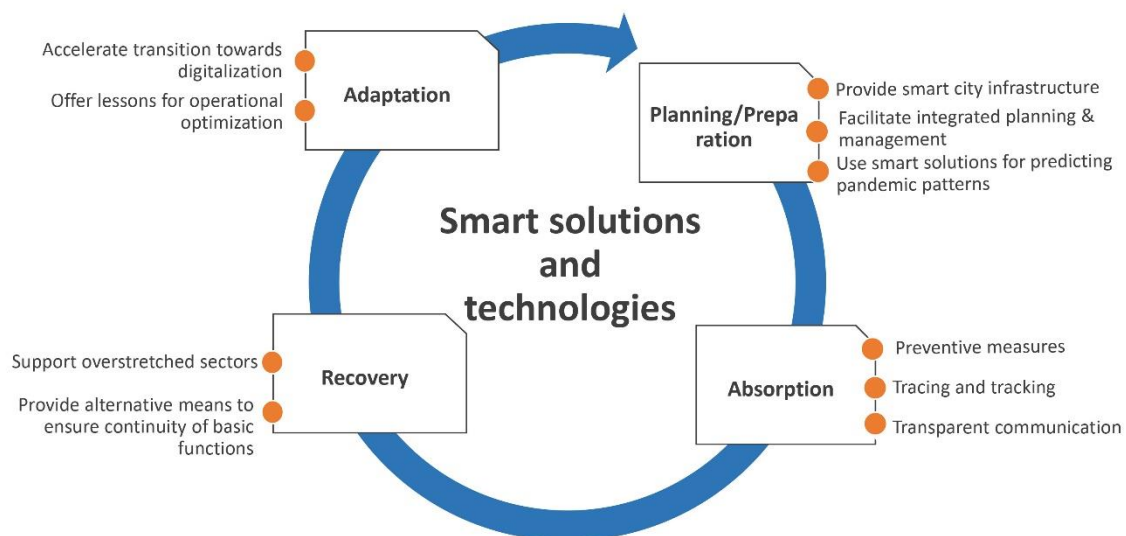 Accelerate transition towards
digitalization
Offer lessons for operational
optimization
Adaptation
Planning/Prepa
ration
Provide smart city infrastructure
Facilitate integrated planning &
management
Use smart solutions for predicting
pandemic patterns
Smart solutions
and
technologies
Support overstretched sectors
Provide alternative means to
ensure continuity of basic
functions
Recovery
Absorption
Preventive measures
Tracing and tracking
Transparent communication